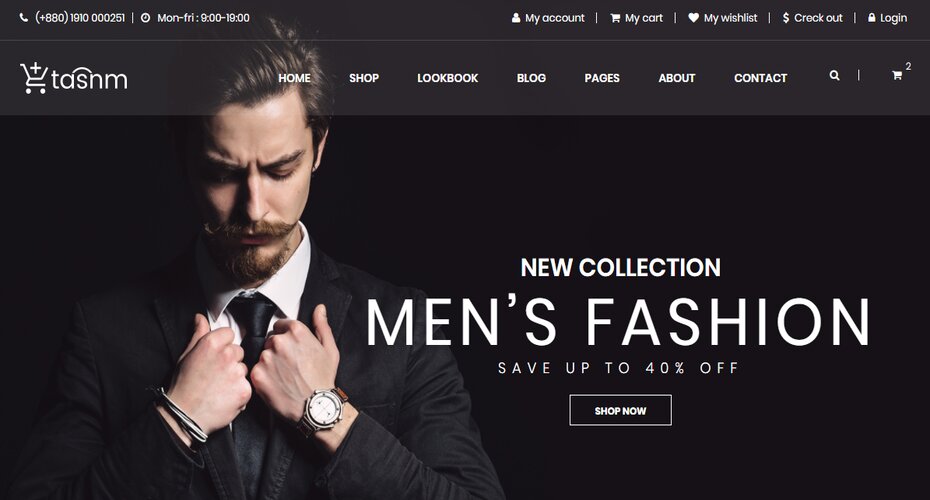 (+880) 1910 000251 | Mon-fri : 9:00-19:00
My account | My cart | My wishlist | Creck out | Login
tasnm
HOME SHOP LOOKBOOK BLOG PAGES ABOUT CONTACT | 2
NEW COLLECTION
MEN'S FASHION
SAVE UP TO 40% OFF
SHOP NOW